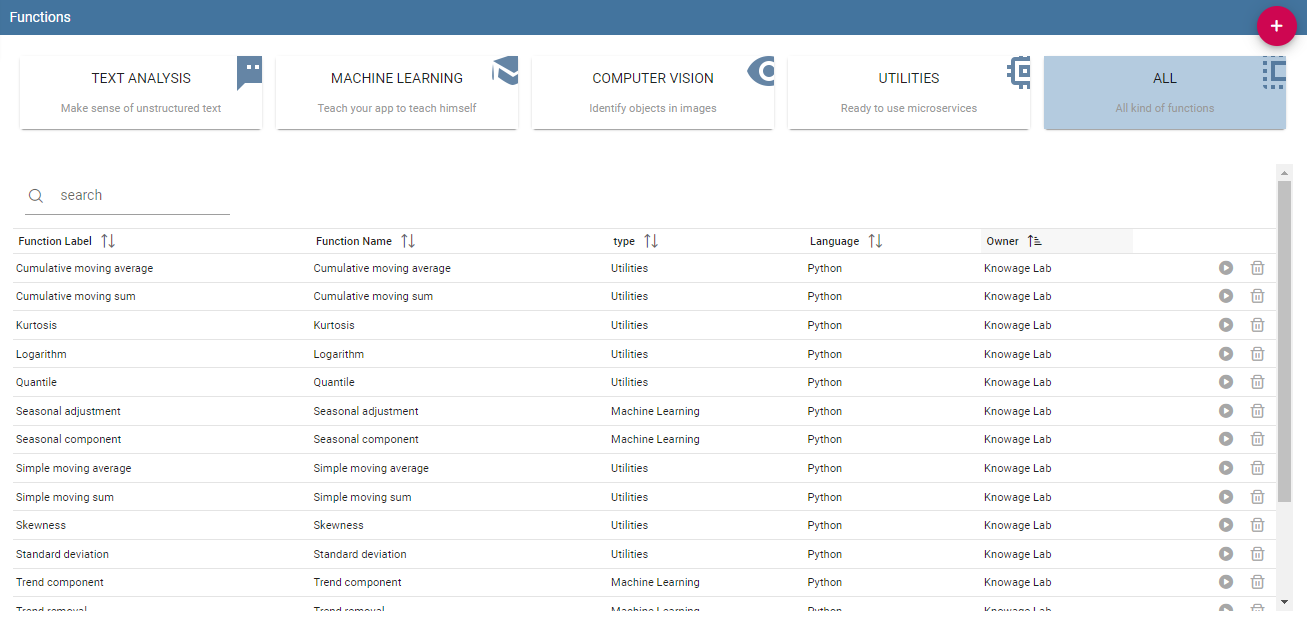 Functions
+
TEXT ANALYSIS
Make sense of unstructured text
MACHINE LEARNING
Teach your app to teach himself
COMPUTER VISION
Identify objects in images
UTILITIES
Ready to use microservices
ALL
All kind of functions
search
Function Label Function Name type Language Owner
Cumulative moving average Cumulative moving average Utilities Python Knowage Lab
Cumulative moving sum Cumulative moving sum Utilities Python Knowage Lab
Kurtosis Kurtosis Utilities Python Knowage Lab
Logarithm Logarithm Utilities Python Knowage Lab
Quantile Quantile Utilities Python Knowage Lab
Seasonal adjustment Seasonal adjustment Machine Learning Python Knowage Lab
Seasonal component Seasonal component Machine Learning Python Knowage Lab
Simple moving average Simple moving average Utilities Python Knowage Lab
Simple moving sum Simple moving sum Utilities Python Knowage Lab
Skewness Skewness Utilities Python Knowage Lab
Standard deviation Standard deviation Utilities Python Knowage Lab
Trend component Trend component Machine Learning Python Knowage Lab
Trend removal Trend removal Machine Learning Python Knowage Lab